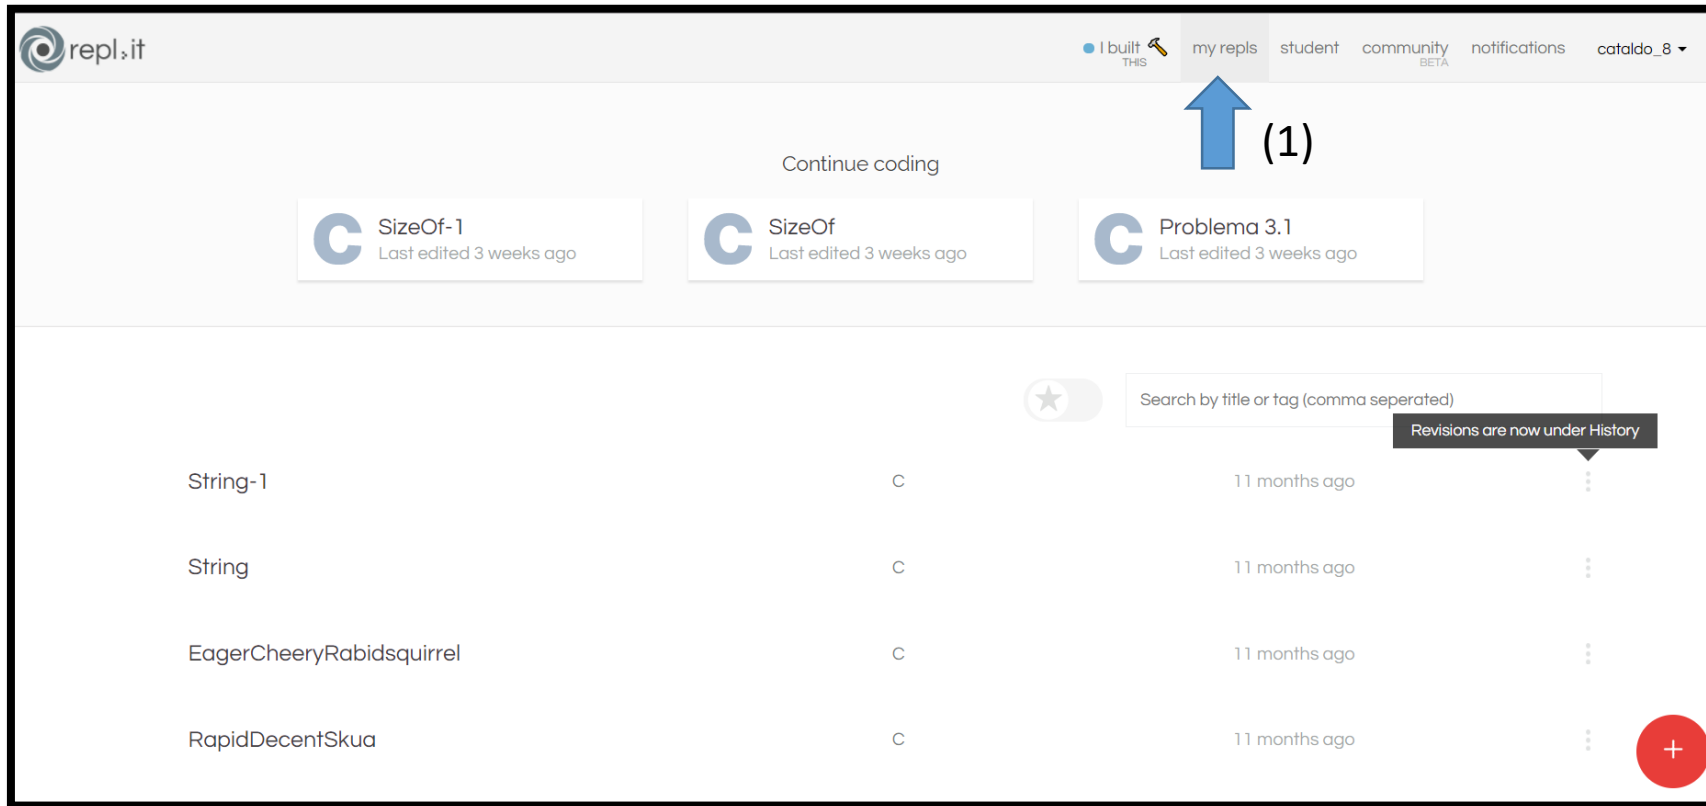 repl.it
I built my repls student community notifications cataldo_8
THIS BETA
(1)
Continue coding
C SizeOf-1 C SizeOf C Problema 3.1
Last edited 3 weeks ago Last edited 3 weeks ago Last edited 3 weeks ago
Search by title or tag (comma seperated)
Revisions are now under History
String-1 C 11 months ago
String C 11 months ago
EagerCheeryRabidsquirrel C 11 months ago
RapidDecentSkua C 11 months ago
+